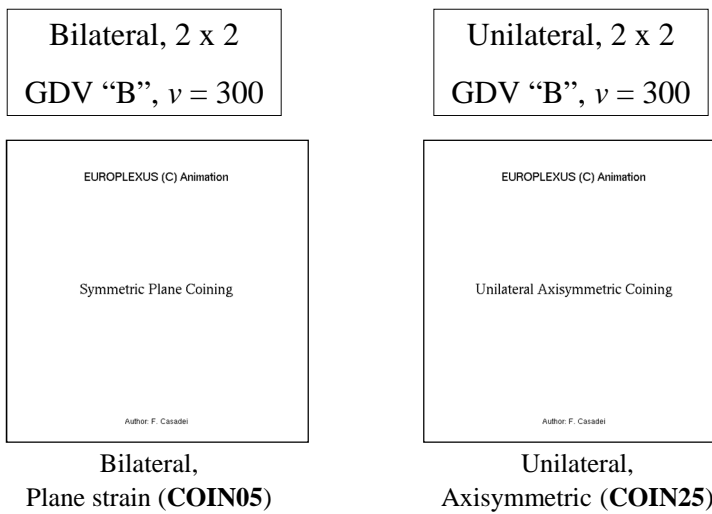 Bilateral, 2 x 2
GDV “B”, v = 300
EUROPLEXUS (C) Animation
Symmetric Plane Coining
Author: F. Casadei
Bilateral,
Plane strain (COIN05)
Unilateral, 2 x 2
GDV “B”, v = 300
EUROPLEXUS (C) Animation
Unilateral Axisymmetric Coining
Author: F. Casadei
Unilateral,
Axisymmetric (COIN25)